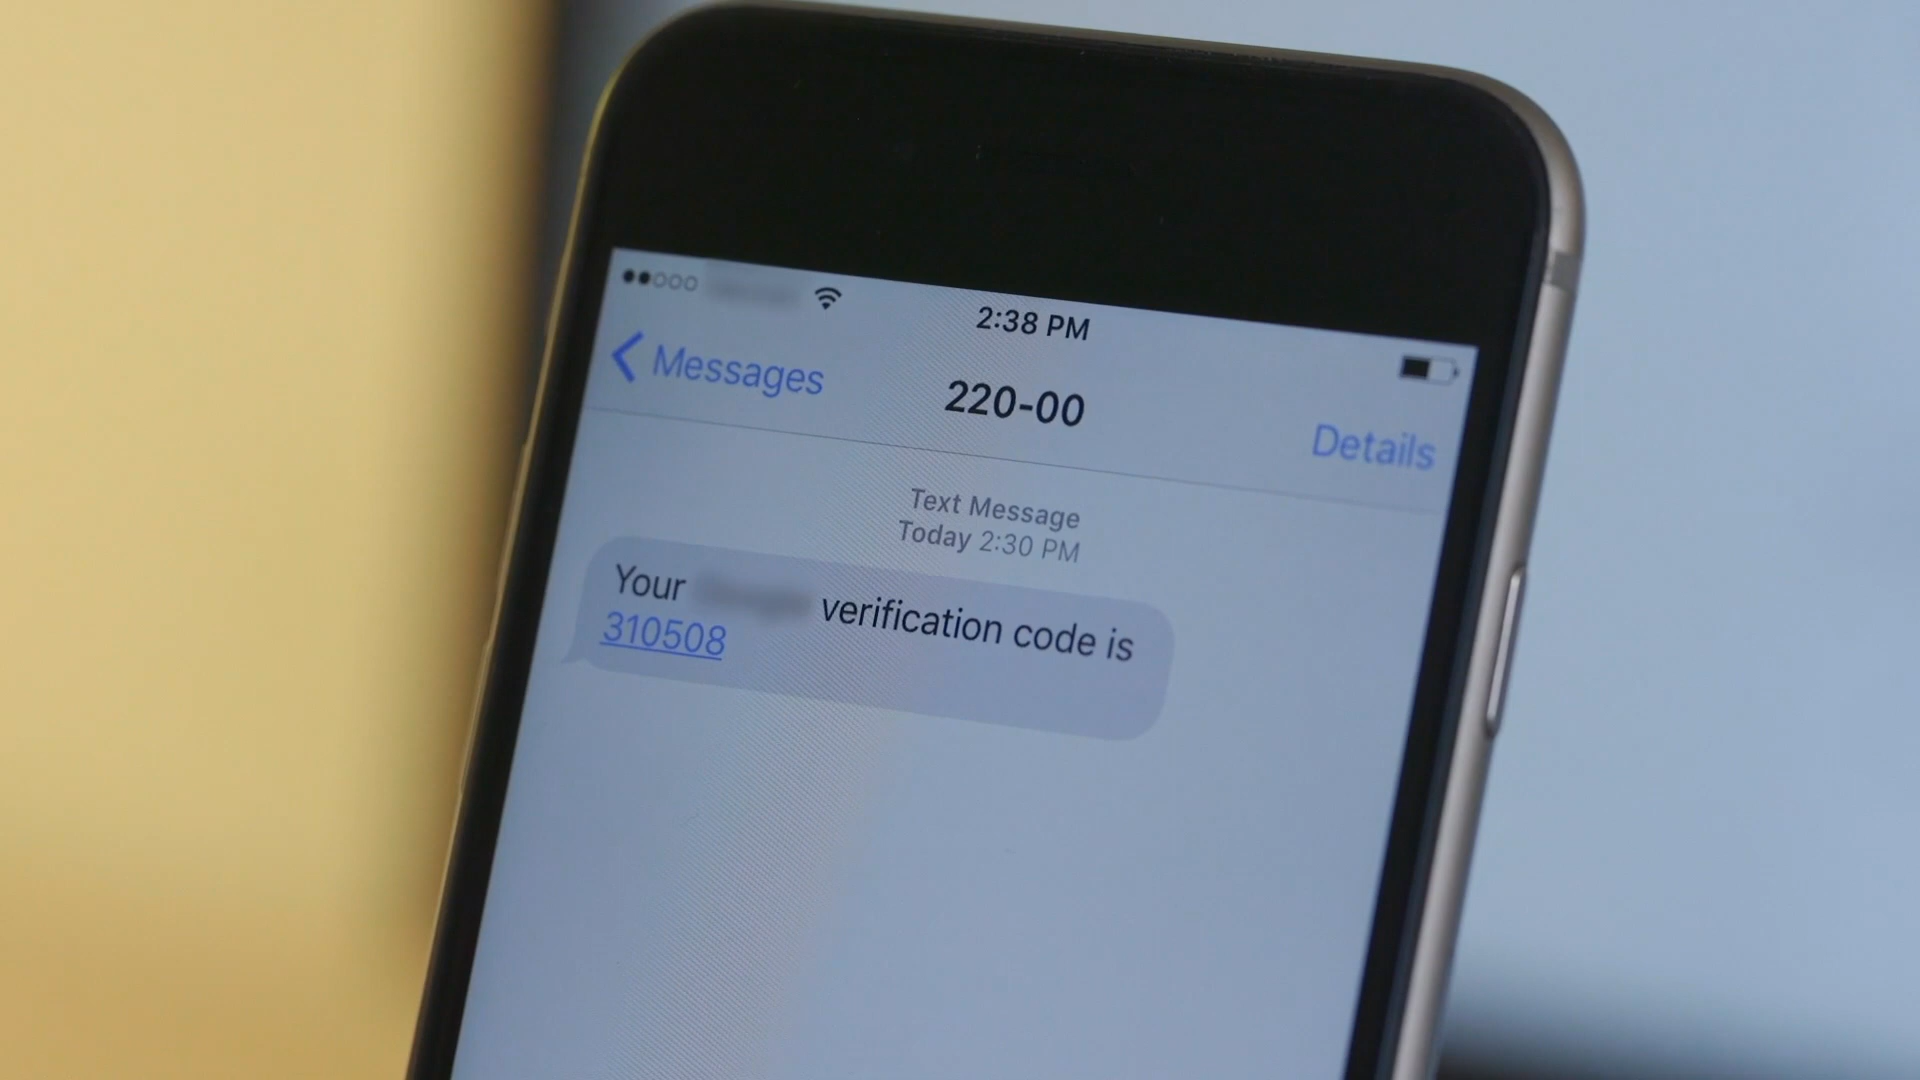 2:38 PM
Messages
220-00
Details
Text Message
Today 2:30 PM
Your verification code is
310508